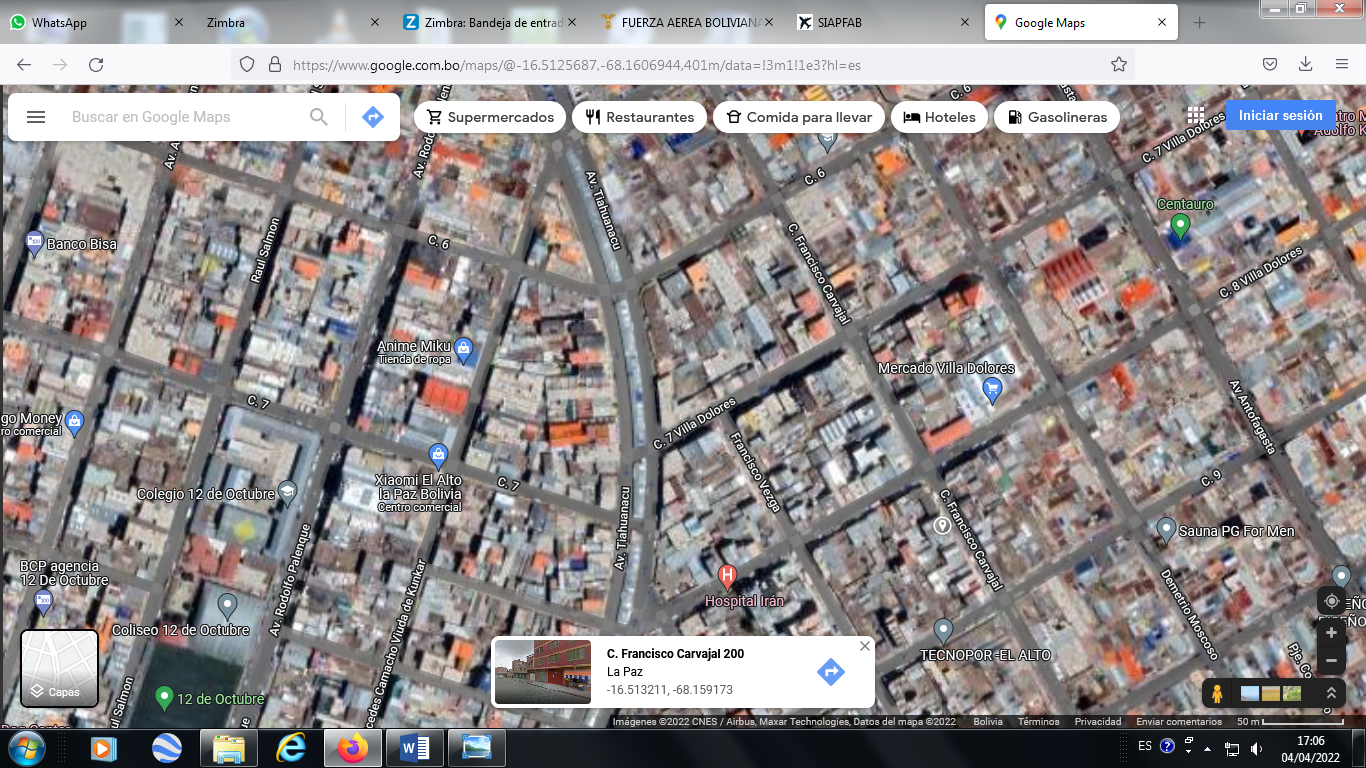 WhatsApp
Zimbra
Zimbra: Bandeja de entrad
FUERZA AEREA BOLIVIANA
SIAPFAB
Google Maps
https://www.google.com.bo/maps/@-16.5125687,-68.1606944,401m/data=!3m1!1e3?hl=es
Buscar en Google Maps
Supermercados
Restaurantes
Comida para llevar
Hoteles
Gasolineras
Iniciar sesión
C. 6
C. 7 Villa Dolores
C. 6
Av. Tiahuanacu
Centauro
Banco Bisa
Raul Salmon
C. 6
C. Francisco Carvajal
C. 8 Villa Dolores
Anime Miku
Tienda de ropa
Mercado Villa Dolores
C. 7
go Money
ro comercial
C. 7 Villa Dolores
Av Antofagasta
Francisco Vezga
Xiaomi El Alto
la Paz Bolivia
Centro comercial
C. 7
C. 9
Colegio 12 de Octubre
Av. Tiahuanacu
C. Francisco Carvajal
Sauna PG For Men
Av. Rodolfo Palenque
BCP agencia
12 De Octubre
Hospital Irán
Demetrio Moscoso
Coliseo 12 de Octubre
cedes Camacho Viuda de Kunkar
TECNOPOR -EL ALTO
Capas
12 de Octubre
ul Salmon
C. Francisco Carvajal 200
La Paz
-16.513211, -68.159173
Imágenes ©2022 CNES / Airbus, Maxar Technologies, Datos del mapa ©2022
Bolivia
Términos
Privacidad
Enviar comentarios
50 m
ES
17:06
04/04/2022